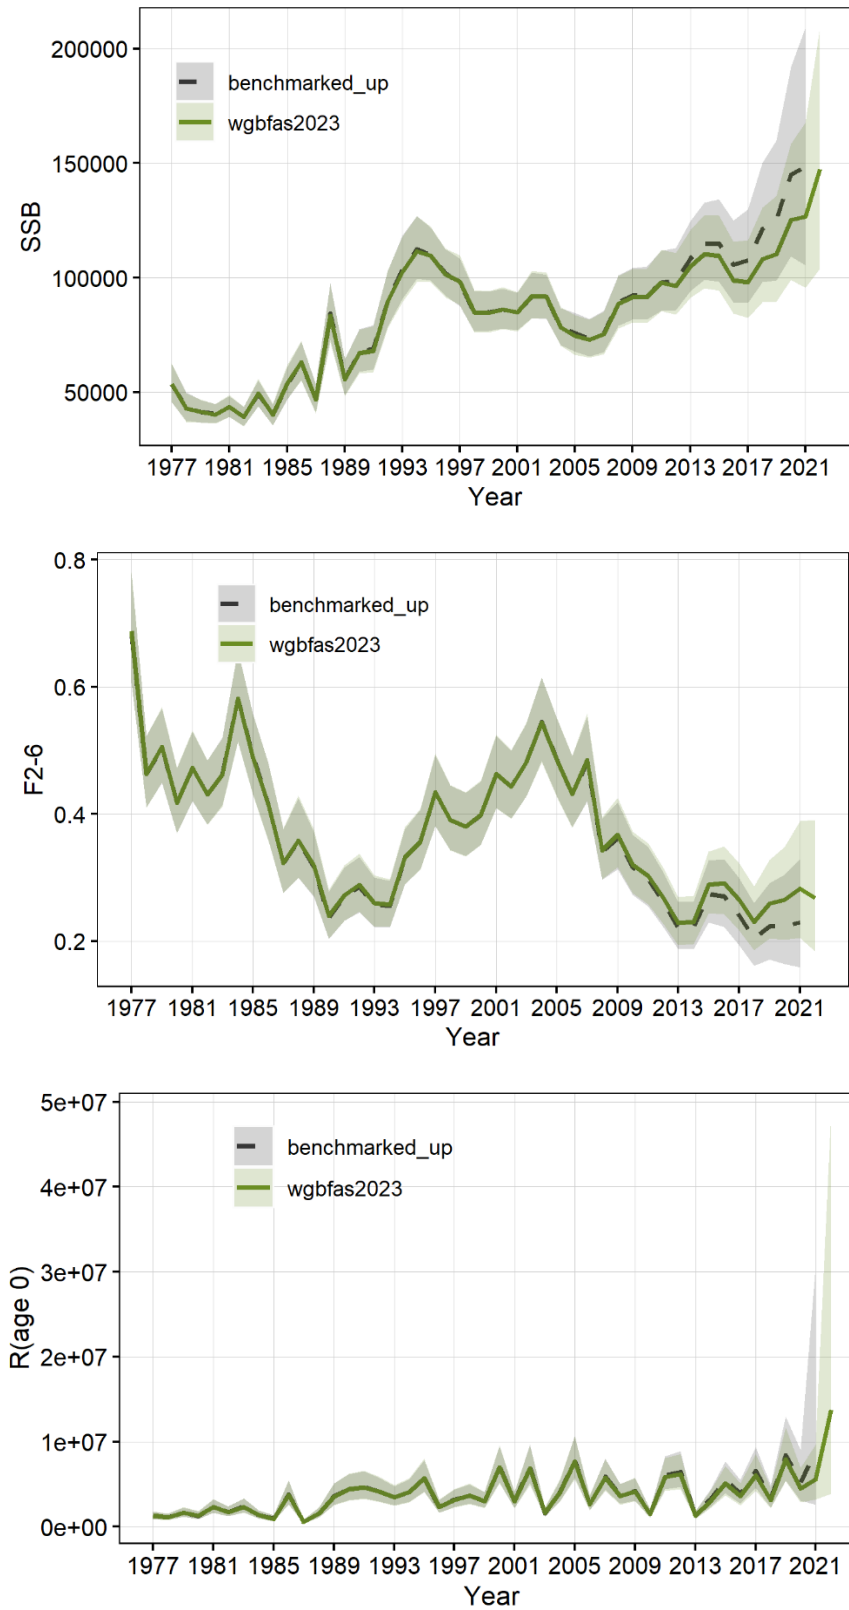 200000
150000
100000
50000
SSB
benchmarked_up
wgbfas2023
1977 1981 1985 1989 1993 1997 2001 2005 2009 2013 2017 2021
Year
0.8
0.6
0.4
0.2
F2-6
benchmarked_up
wgbfas2023
1977 1981 1985 1989 1993 1997 2001 2005 2009 2013 2017 2021
Year
5e+07
4e+07
3e+07
2e+07
1e+07
0e+00
R(age 0)
benchmarked_up
wgbfas2023
1977 1981 1985 1989 1993 1997 2001 2005 2009 2013 2017 2021
Year